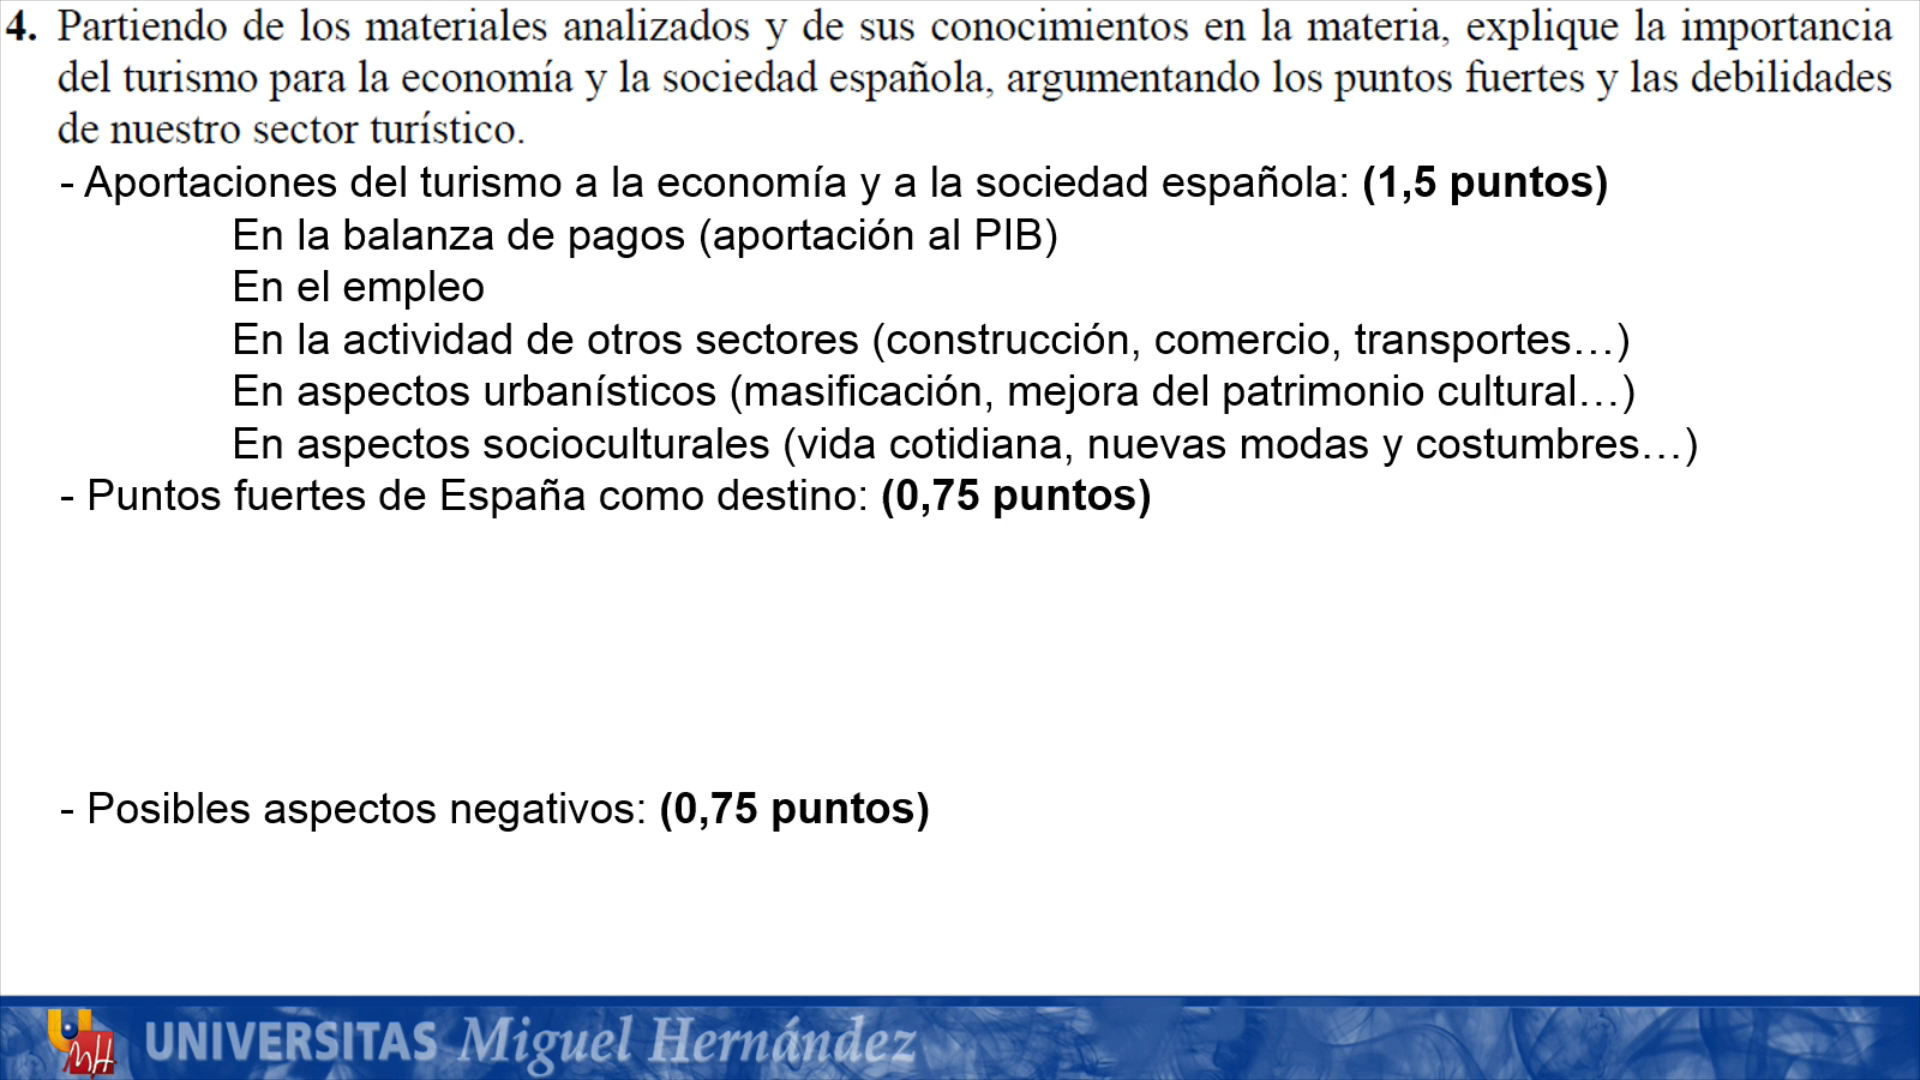 4. Partiendo de los materiales analizados y de sus conocimientos en la materia, explique la importancia
del turismo para la economía y la sociedad española, argumentando los puntos fuertes y las debilidades
de nuestro sector turístico.
- Aportaciones del turismo a la economía y a la sociedad española: (1,5 puntos)
En la balanza de pagos (aportación al PIB)
En el empleo
En la actividad de otros sectores (construcción, comercio, transportes…)
En aspectos urbanísticos (masificación, mejora del patrimonio cultural…)
En aspectos socioculturales (vida cotidiana, nuevas modas y costumbres…)
- Puntos fuertes de España como destino: (0,75 puntos)
- Posibles aspectos negativos: (0,75 puntos)
UMH UNIVERSITAS Miguel Hernández